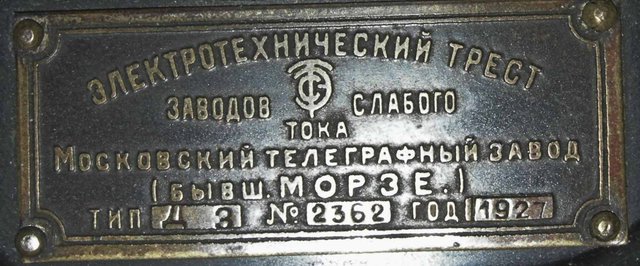 ЭЛЕКТРОТЕХНИЧЕСКИЙ ТРЕСТ
ЗАВОДОВ СЛАБОГО
ТОКА
МОСКОВСКИЙ ТЕЛЕГРАФНЫЙ ЗАВОД
(БЫВШ. МОРЗЕ.)
ТИП Д 3 № 2362 ГОД 1927